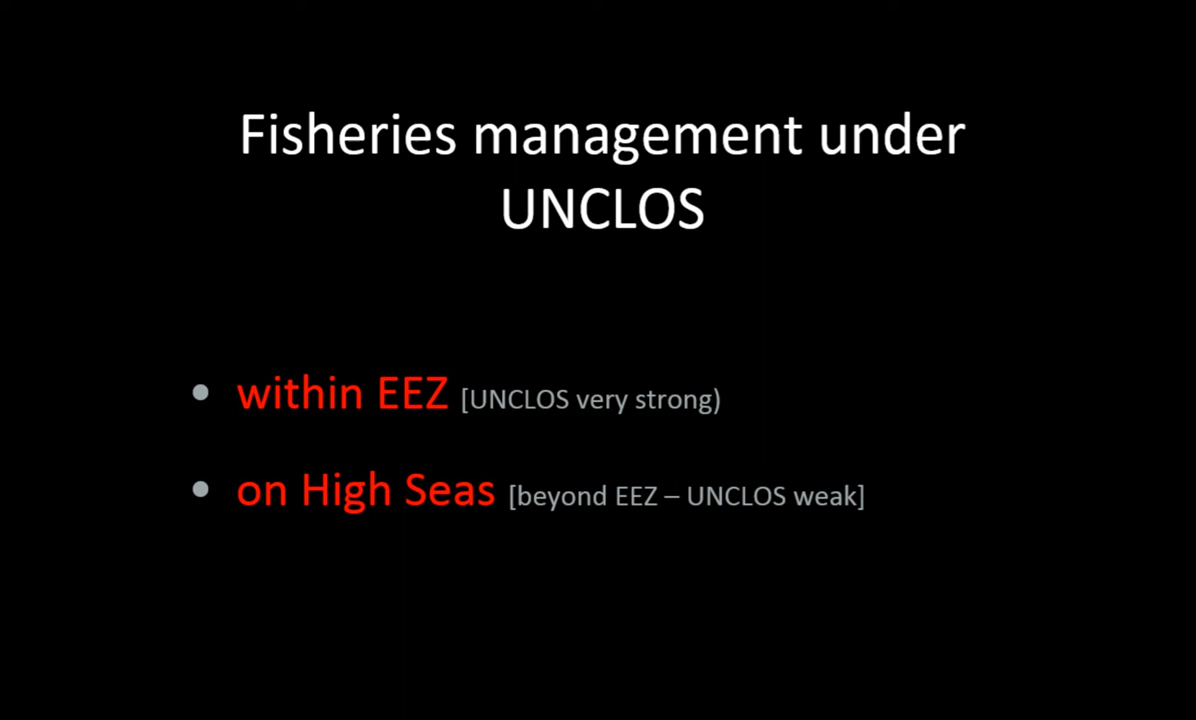 Fisheries management under
UNCLOS
• within EEZ [UNCLOS very strong)
• on High Seas [beyond EEZ – UNCLOS weak]